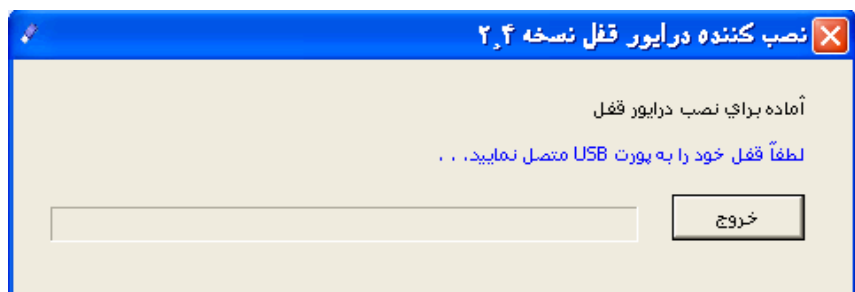 نصب کننده درایور قفل نسخه ۲٫۴
آماده براي نصب درایور قفل
لطفاً قفل خود را به پورت USB متصل نمایید. . .
خروج